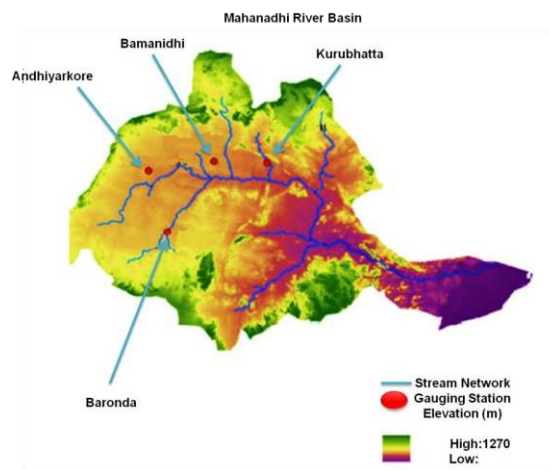 Mahanadhi River Basin
Bamanidhi
Kurubhatta
Andhiyarkore
Baronda
Stream Network
Gauging Station
Elevation (m)
High:1270
Low: